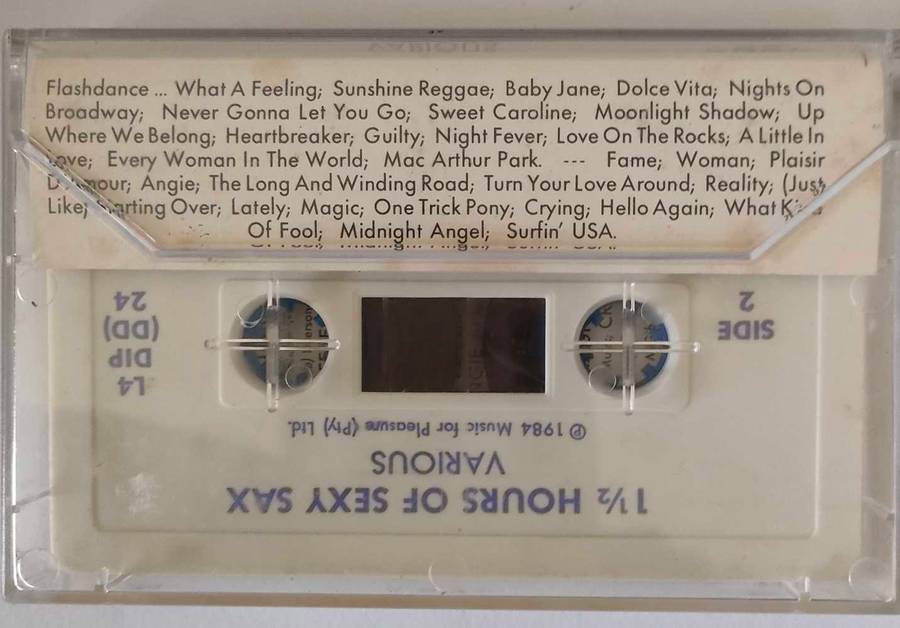 Flashdance ... What A Feeling; Sunshine Reggae; Baby Jane; Dolce Vita; Nights On
Broadway; Never Gonna Let You Go; Sweet Caroline; Moonlight Shadow; Up
Where We Belong; Heartbreaker; Guilty; Night Fever; Love On The Rocks; A Little In
Love; Every Woman In The World; Mac Arthur Park. --- Fame; Woman; Plaisir
D'Amour; Angie; The Long And Winding Road; Turn Your Love Around; Reality; (Just
Like) Starting Over; Lately; Magic; One Trick Pony; Crying; Hello Again; What Kind
Of Fool; Midnight Angel; Surfin' USA.
SIDE
2
L4
DIP
(DD)
24
℗ 1984 Music for Pleasure (Pty) Ltd.
1½ HOURS OF SEXY SAX
VARIOUS